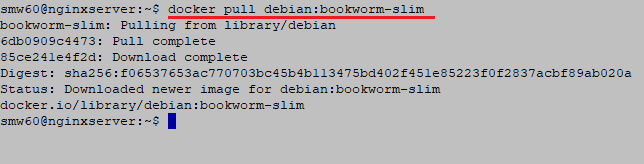 smw60@nginxserver:~$ docker pull debian:bookworm-slim
bookworm-slim: Pulling from library/debian
6db0909c4473: Pull complete
85ce241e4f2d: Download complete
Digest: sha256:f06537653ac770703bc45b4b113475bd402f451e85223f0f2837acbf89ab020a
Status: Downloaded newer image for debian:bookworm-slim
docker.io/library/debian:bookworm-slim
smw60@nginxserver:~$